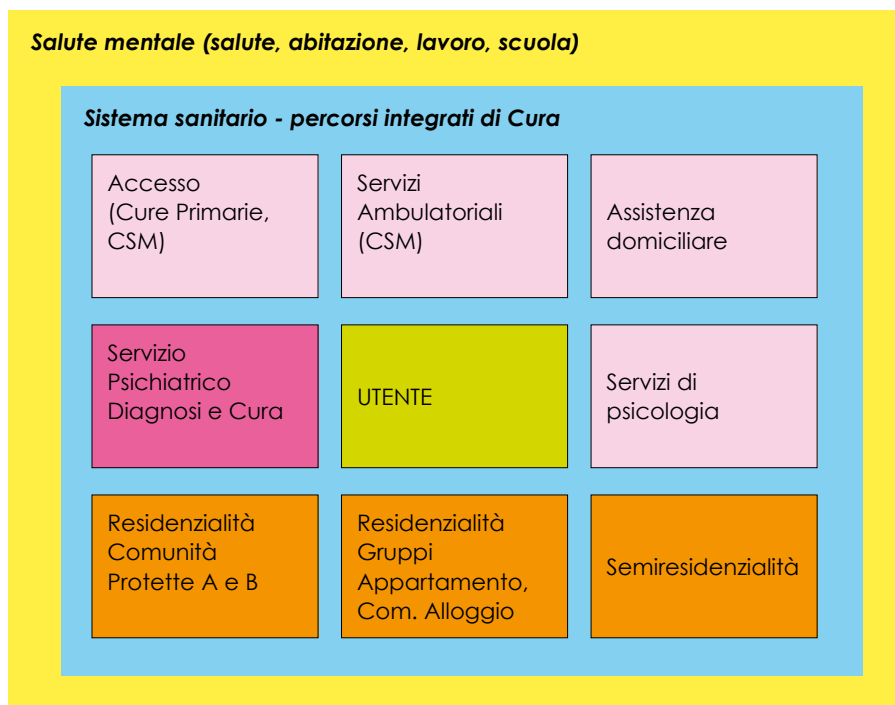 Salute mentale (salute, abitazione, lavoro, scuola)
Sistema sanitario - percorsi integrati di Cura
Accesso
(Cure Primarie,
CSM)
Servizi
Ambulatoriali
(CSM)
Assistenza
domiciliare
Servizio
Psichiatrico
Diagnosi e Cura
UTENTE
Servizi di
psicologia
Residenzialità
Comunità
Protette A e B
Residenzialità
Gruppi
Appartamento,
Com. Alloggio
Semiresidenzialità